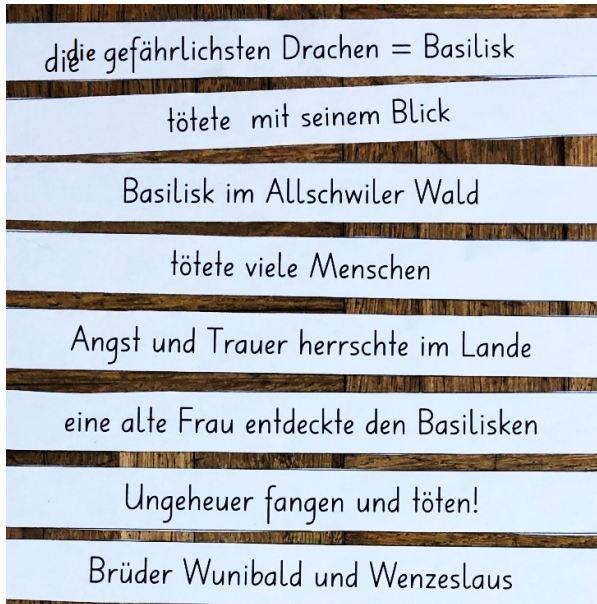 die die gefährlichsten Drachen = Basilisk
tötete mit seinem Blick
Basilisk im Allschwiler Wald
tötete viele Menschen
Angst und Trauer herrschte im Lande
eine alte Frau entdeckte den Basilisken
Ungeheuer fangen und töten!
Brüder Wunibald und Wenzeslaus